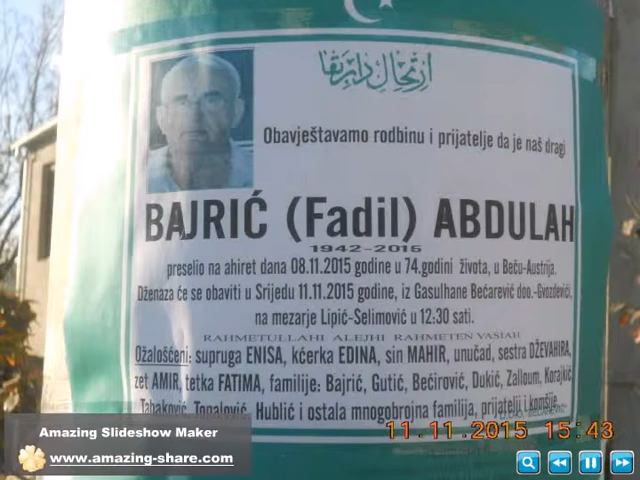 ارتحال دار بقا
Obavještavamo rodbinu i prijatelje da je naš dragi
BAJRIĆ (Fadil) ABDULAH
1942-2015
preselio na ahiret dana 08.11.2015 godine u 74.godini života, u Beču-Austrija.
Dženaza će se obaviti u Srijedu 11.11.2015 godine, iz Gasulhane Bećarević doo.-Gvozdevići,
na mezarje Lipić-Selimović u 12.30 sati.
RAHMETULLAHI ALEJHI RAHMETEN VASIAH
Ožalošćeni: supruga ENISA, kćerka EDINA, sin MAHIR, unučad, sestra DŽEVAHIRA,
zet AMIR, tetka FATIMA, familije: Bajrić, Gutić, Bećirović, Dukić, Zalloum, Korajkić
Tabaković, Topalović, Hublić i ostala mnogobrojna familija, prijatelji i komšije.
11.11.2015 15:43
Amazing Slideshow Maker
www.amazing-share.com